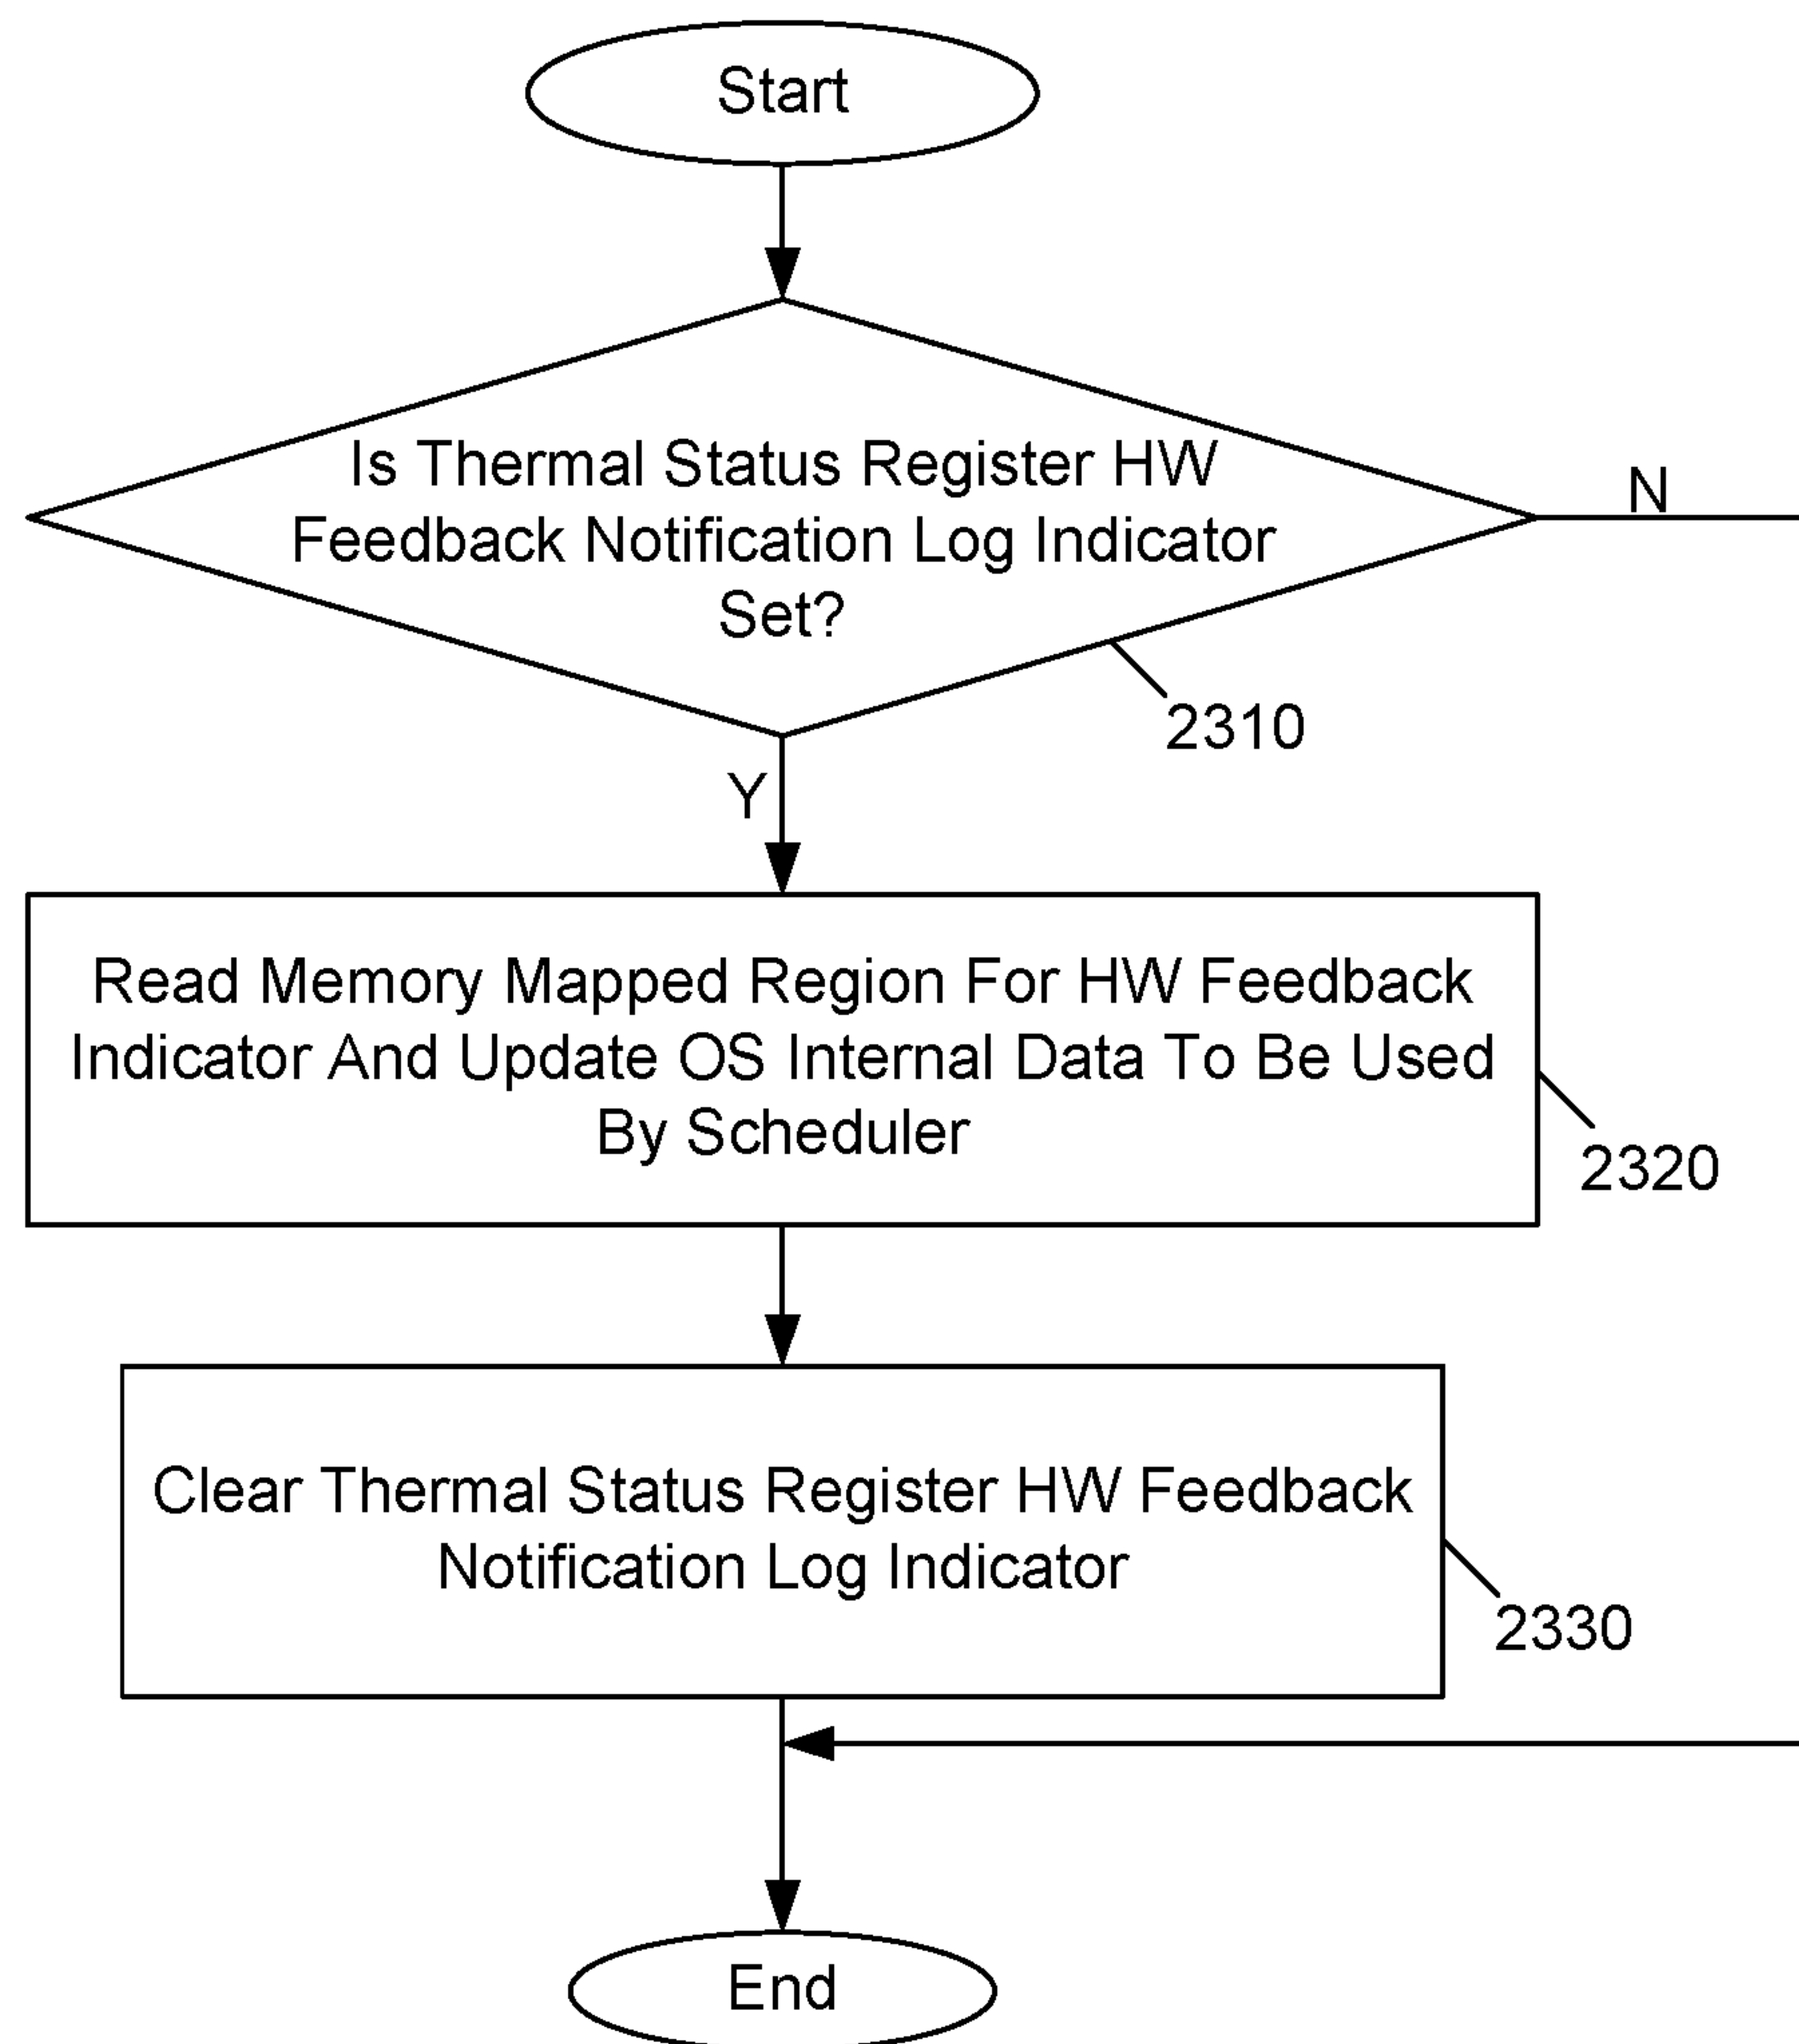 Start
Is Thermal Status Register HW
Feedback Notification Log Indicator
Set?
N
2310
Y
Read Memory Mapped Region For HW Feedback
Indicator And Update OS Internal Data To Be Used
By Scheduler
2320
Clear Thermal Status Register HW Feedback
Notification Log Indicator
2330
End